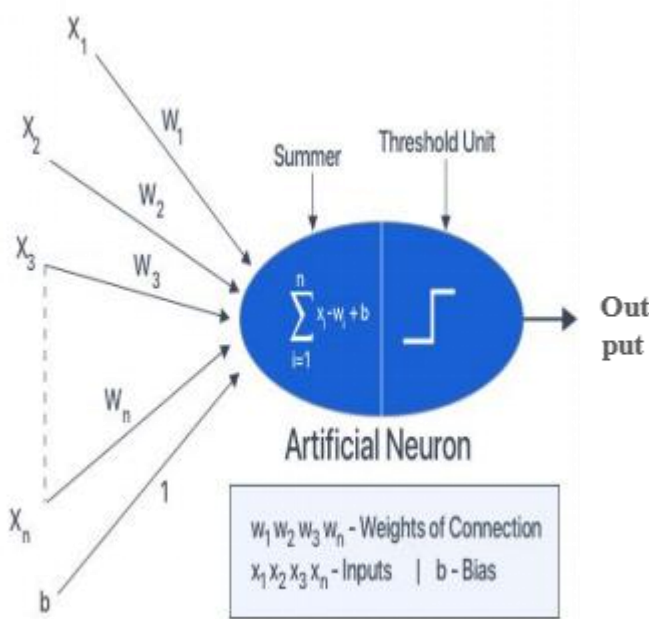 X1
W1
X2
W2
X3
W3
Summer
Threshold Unit
n
∑ xi-wi + b
i=1
Out
put
Wn
Xn
1
b
Artificial Neuron
w1 w2 w3 wn - Weights of Connection
x1 x2 x3 xn - Inputs | b - Bias